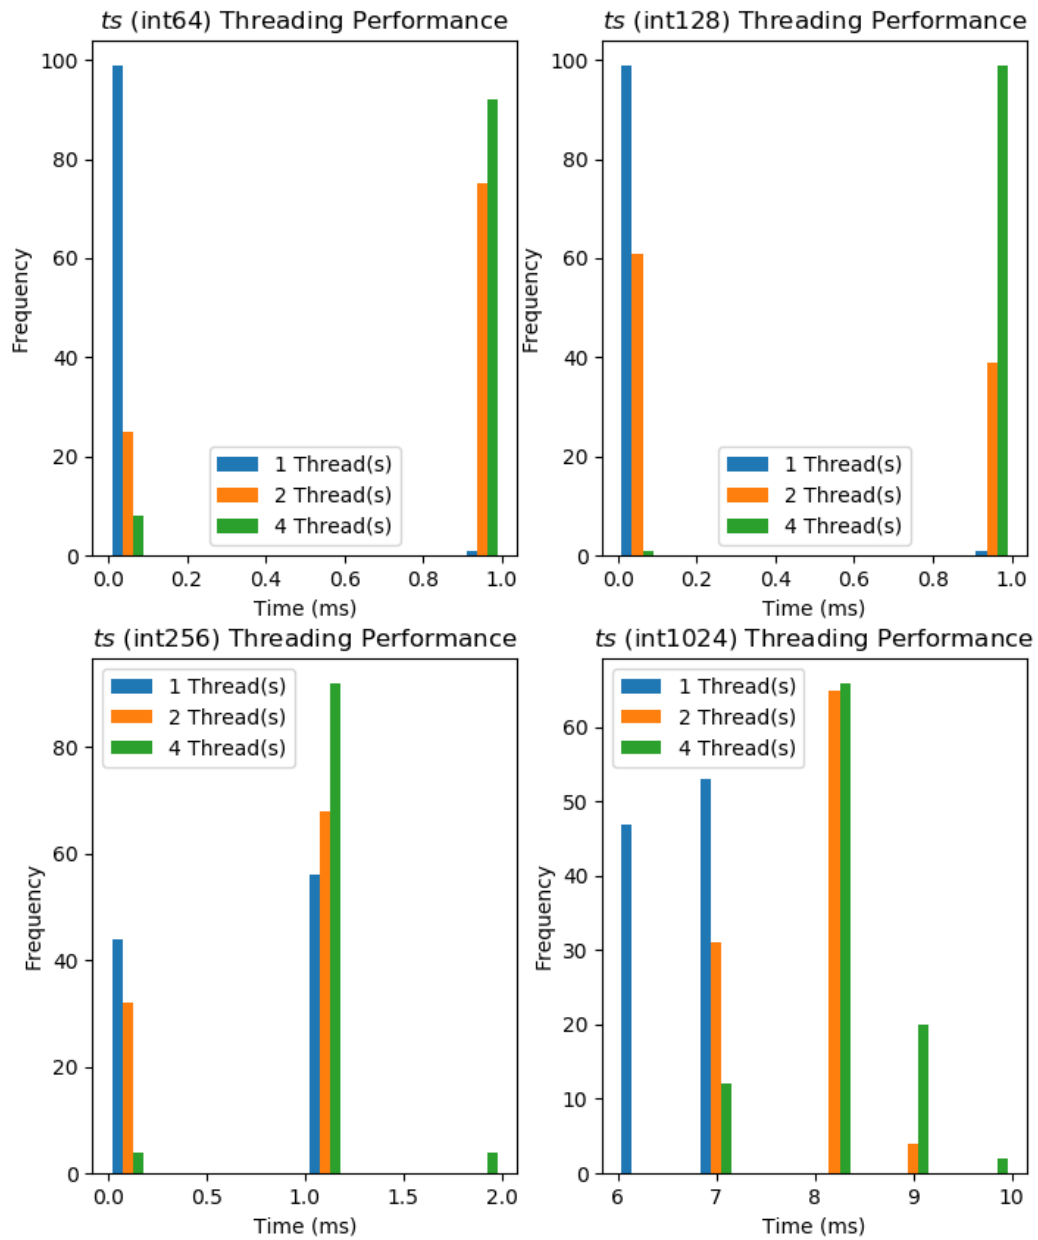 ts (int64) Threading Performance
100
80
60
40
20
0
Frequency
1 Thread(s)
2 Thread(s)
4 Thread(s)
0.0 0.2 0.4 0.6 0.8 1.0
Time (ms)
ts (int128) Threading Performance
100
80
60
40
20
0
Frequency
1 Thread(s)
2 Thread(s)
4 Thread(s)
0.0 0.2 0.4 0.6 0.8 1.0
Time (ms)
ts (int256) Threading Performance
1 Thread(s)
2 Thread(s)
4 Thread(s)
80
60
40
20
0
Frequency
0.0 0.5 1.0 1.5 2.0
Time (ms)
ts (int1024) Threading Performance
1 Thread(s)
2 Thread(s)
4 Thread(s)
60
50
40
30
20
10
0
Frequency
6 7 8 9 10
Time (ms)